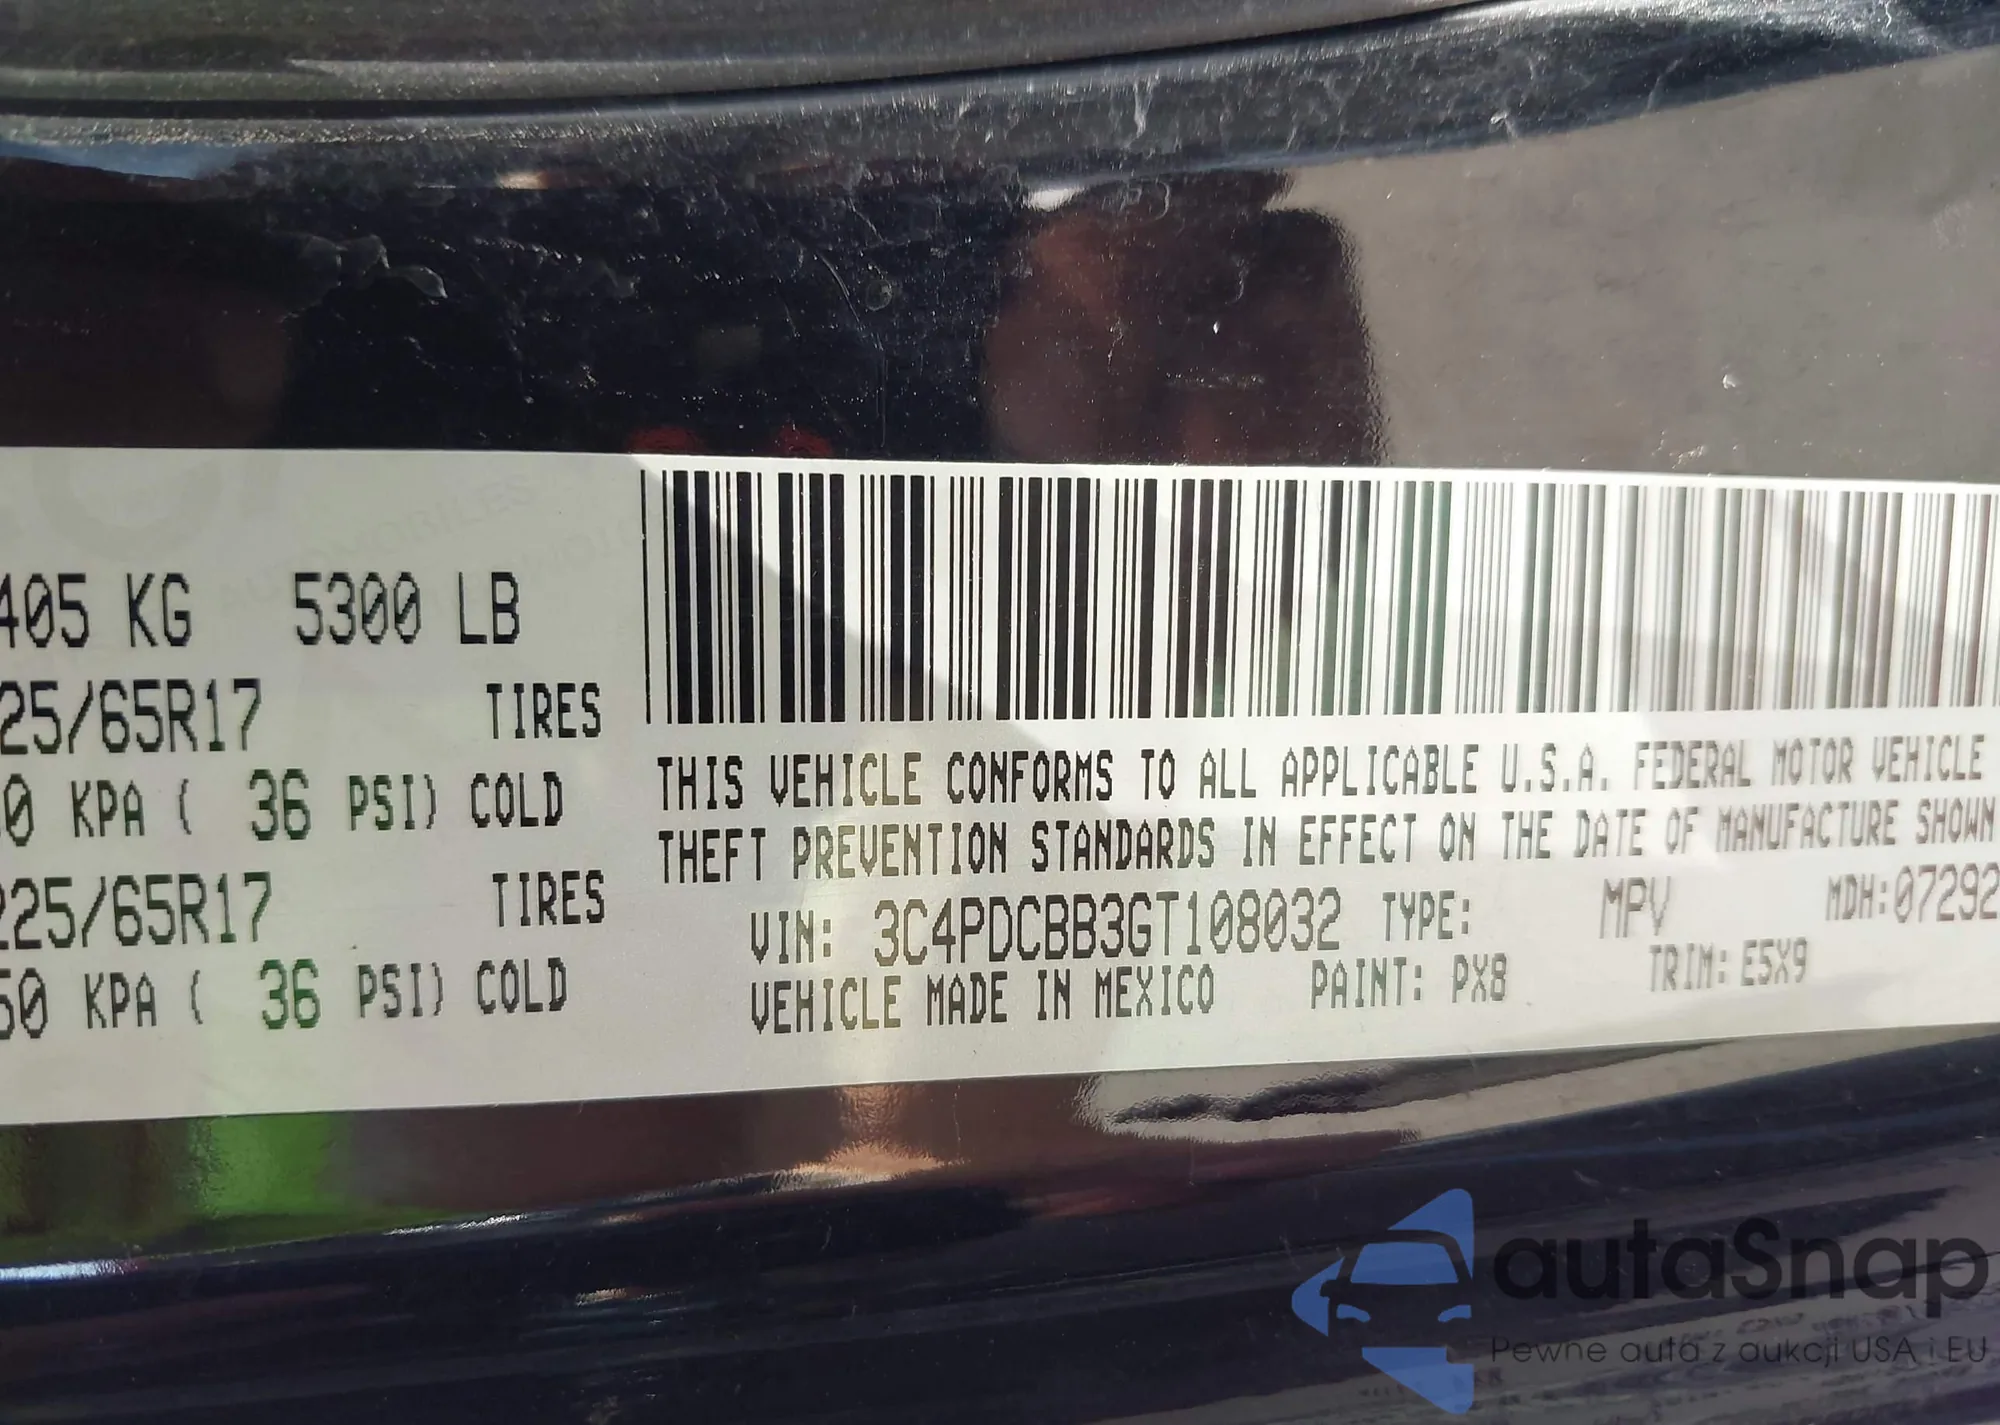 405 KG 5300 LB
25/65R17 TIRES
0 KPA ( 36 PSI) COLD
225/65R17 TIRES
50 KPA ( 36 PSI) COLD
THIS VEHICLE CONFORMS TO ALL APPLICABLE U.S.A. FEDERAL MOTOR VEHICLE
THEFT PREVENTION STANDARDS IN EFFECT ON THE DATE OF MANUFACTURE SHOWN
VIN: 3C4PDCBB3GT108032 TYPE: MPV MDH:07292
VEHICLE MADE IN MEXICO PAINT: PX8 TRIM: E5X9
autaSnap
Pewne auta z aukcji USA i EU